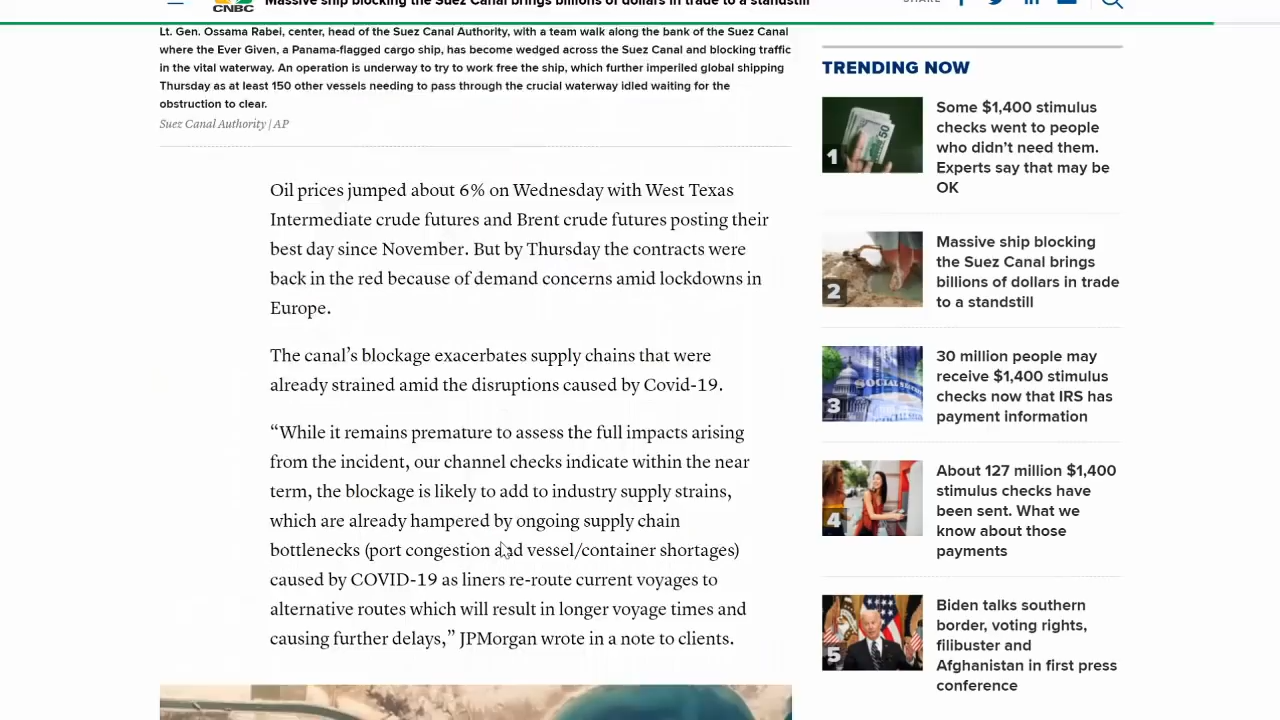 CNBC
Massive ship blocking the Suez Canal brings billions of dollars in trade to a standstill
SHARE
Lt. Gen. Ossama Rabei, center, head of the Suez Canal Authority, with a team walk along the bank of the Suez Canal
where the Ever Given, a Panama-flagged cargo ship, has become wedged across the Suez Canal and blocking traffic
in the vital waterway. An operation is underway to try to work free the ship, which further imperiled global shipping
Thursday as at least 150 other vessels needing to pass through the crucial waterway idled waiting for the
obstruction to clear.
Suez Canal Authority | AP
Oil prices jumped about 6% on Wednesday with West Texas
Intermediate crude futures and Brent crude futures posting their
best day since November. But by Thursday the contracts were
back in the red because of demand concerns amid lockdowns in
Europe.
The canal’s blockage exacerbates supply chains that were
already strained amid the disruptions caused by Covid-19.
“While it remains premature to assess the full impacts arising
from the incident, our channel checks indicate within the near
term, the blockage is likely to add to industry supply strains,
which are already hampered by ongoing supply chain
bottlenecks (port congestion and vessel/container shortages)
caused by COVID-19 as liners re-route current voyages to
alternative routes which will result in longer voyage times and
causing further delays,” JPMorgan wrote in a note to clients.
TRENDING NOW
1
Some $1,400 stimulus
checks went to people
who didn’t need them.
Experts say that may be
OK
2
Massive ship blocking
the Suez Canal brings
billions of dollars in trade
to a standstill
3
30 million people may
receive $1,400 stimulus
checks now that IRS has
payment information
4
About 127 million $1,400
stimulus checks have
been sent. What we
know about those
payments
5
Biden talks southern
border, voting rights,
filibuster and
Afghanistan in first press
conference